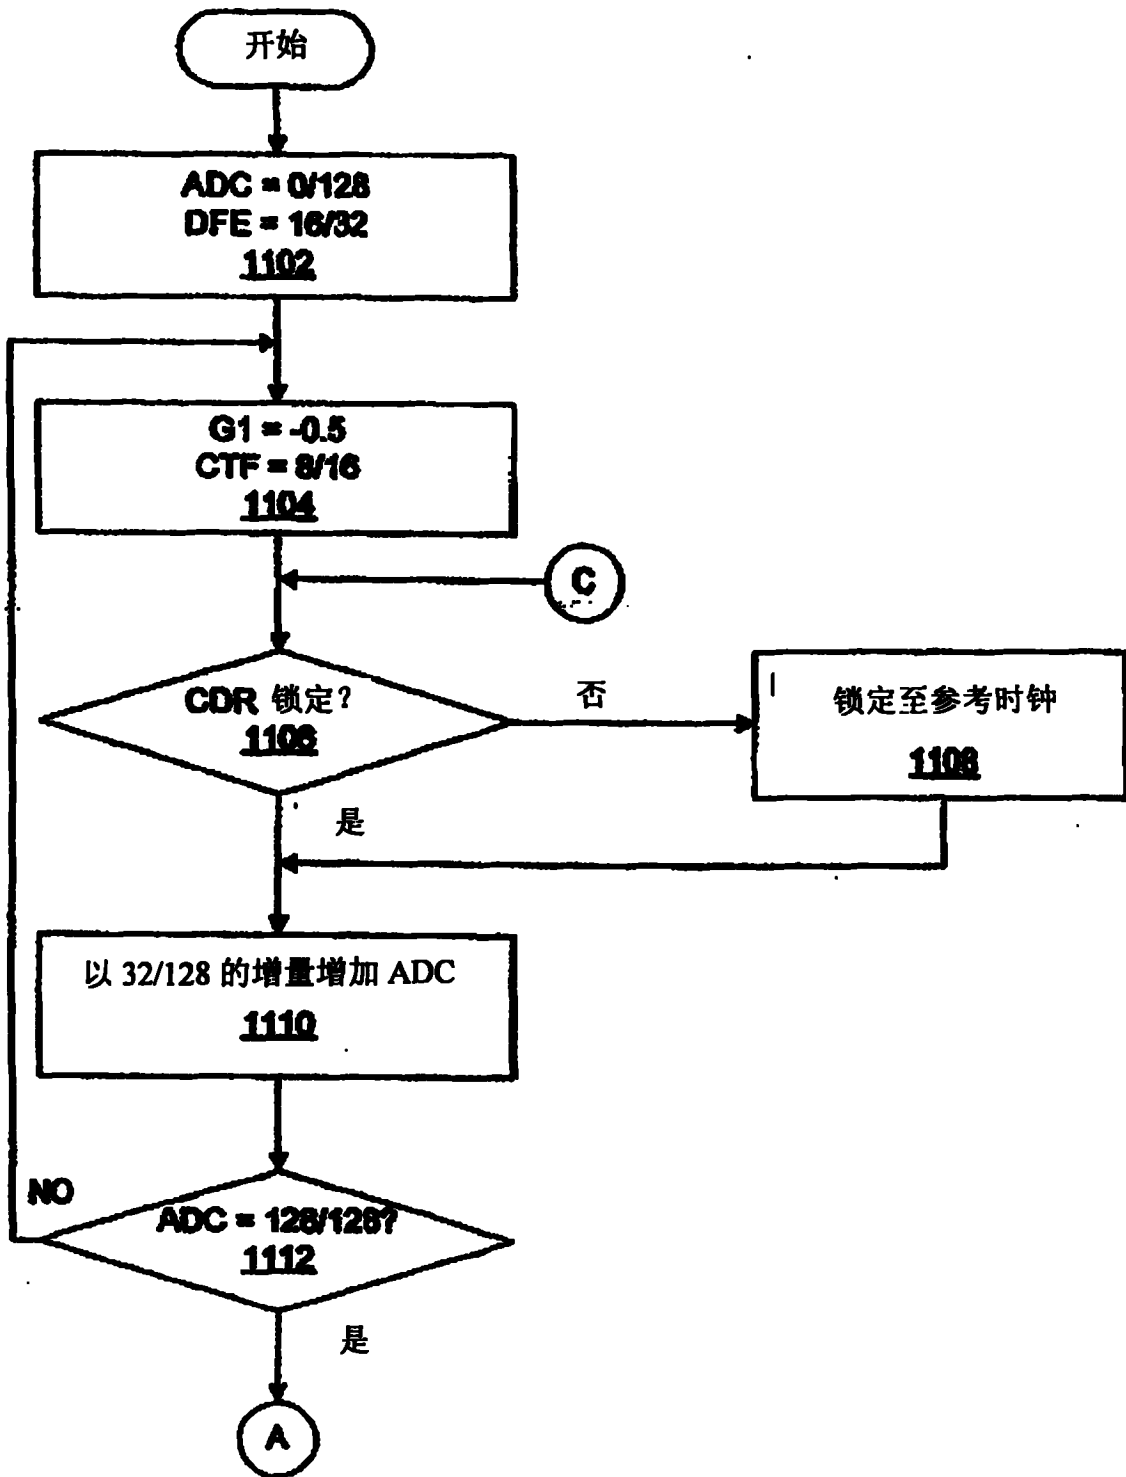 开始
ADC = 0/128
DFE = 16/32
1102
G1 = -0.5
CTF = 8/16
1104
C
CDR 锁定？
1106
否
锁定至参考时钟
1108
是
以 32/128 的增量增加 ADC
1110
NO
ADC = 128/128?
1112
是
A